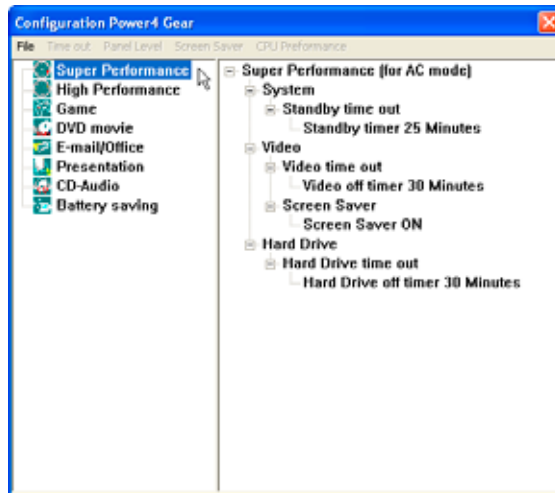 Configuration Power4 Gear
File Time out Panel Level Screen Saver CPU Preformance
Super Performance
High Performance
Game
DVD movie
E-mail/Office
Presentation
CD-Audio
Battery saving
Super Performance (for AC mode)
System
Standby time out
Standby timer 25 Minutes
Video
Video time out
Video off timer 30 Minutes
Screen Saver
Screen Saver ON
Hard Drive
Hard Drive time out
Hard Drive off timer 30 Minutes